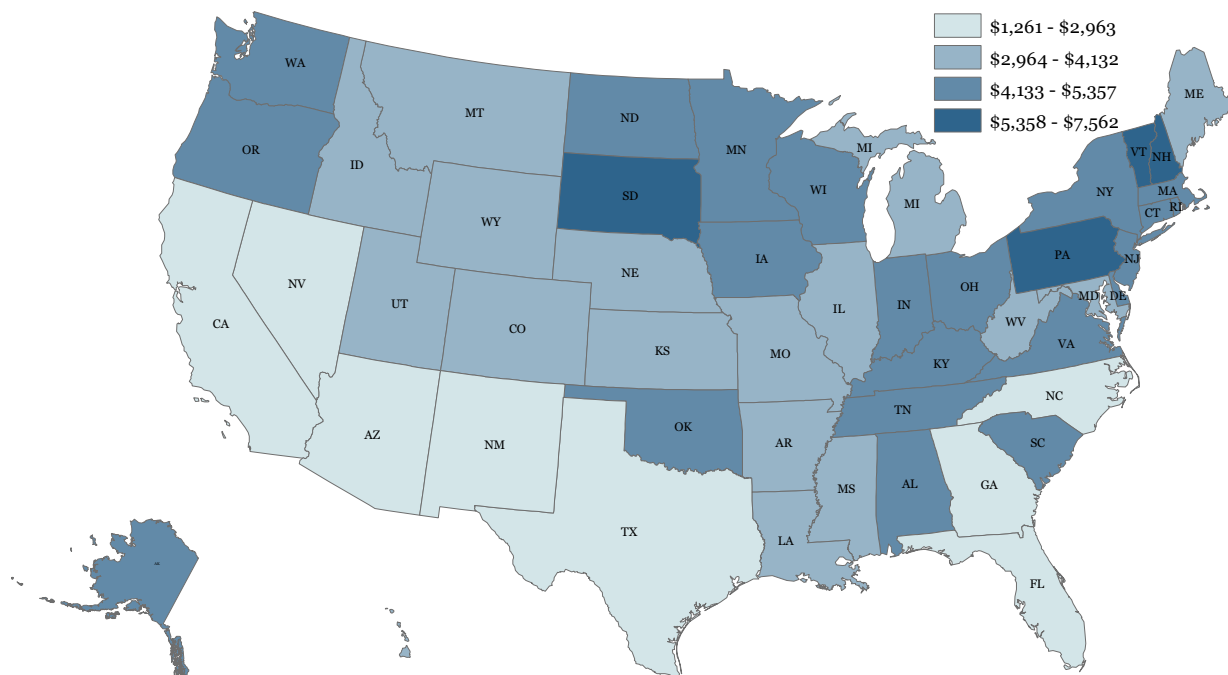 $1,261 - $2,963
$2,964 - $4,132
$4,133 - $5,357
$5,358 - $7,562
WA
MT
ND
MN
MI
ME
OR
ID
SD
WI
MI
VT
NH
NY
MA
CT
RI
WY
NE
IA
PA
NJ
NV
UT
CO
IL
IN
OH
MD
DE
WV
VA
CA
KS
MO
KY
NC
AZ
NM
OK
AR
TN
SC
MS
AL
GA
TX
LA
FL